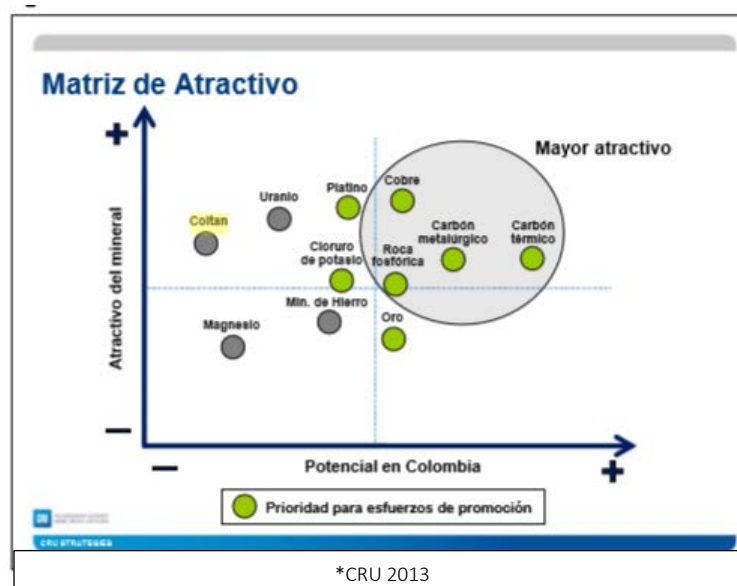 Matriz de Atractivo
+
Mayor atractivo
Cobre
Platino
Uranio
Coltan
Carbón
metalúrgico
Carbón
térmico
Cloruro
de potasio
Roca
fosfórica
Min. de Hierro
Oro
Magnesio
Atractivo del mineral
—
—
Potencial en Colombia
+
Prioridad para esfuerzos de promoción
CRU STRATEGIES
*CRU 2013